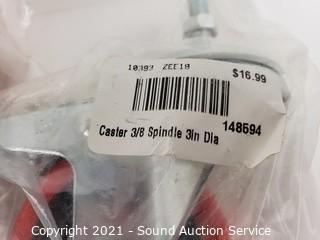 10393 ZEE18
$16.99
Caster 3/8 Spindle 3in Dia
148594
Copyright 2021 - Sound Auction Service